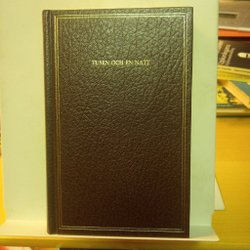 TUSEN OCH EN NATT